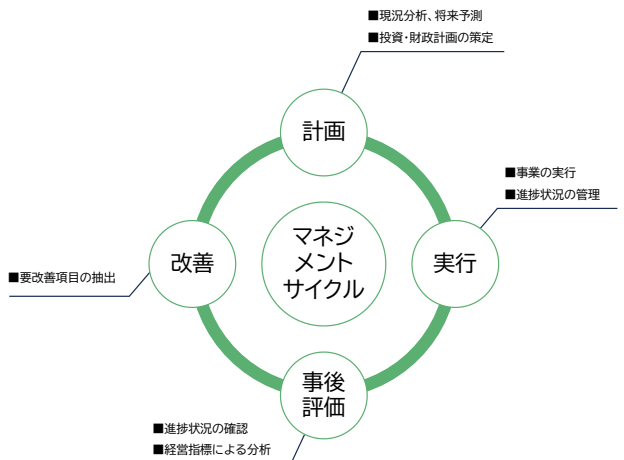 ■現況分析、将来予測
■投資・財政計画の策定
計画
■事業の実行
■進捗状況の管理
実行
マネジ
メント
サイクル
改善
■要改善項目の抽出
事後
評価
■進捗状況の確認
■経営指標による分析